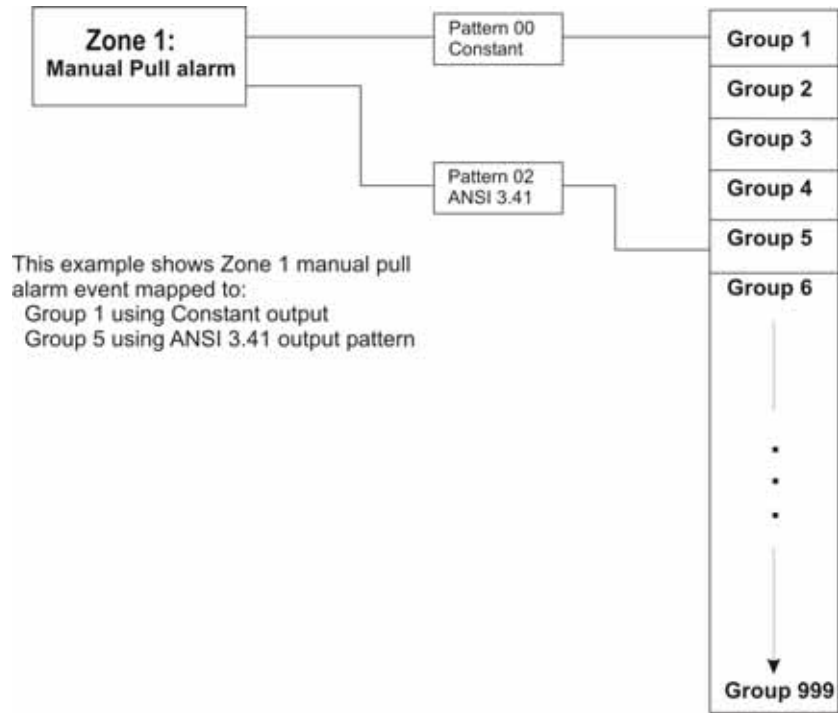 Zone 1:
Manual Pull alarm
Pattern 00
Constant
Pattern 02
ANSI 3.41
Group 1
Group 2
Group 3
Group 4
Group 5
Group 6
Group 999
This example shows Zone 1 manual pull
alarm event mapped to:
Group 1 using Constant output
Group 5 using ANSI 3.41 output pattern